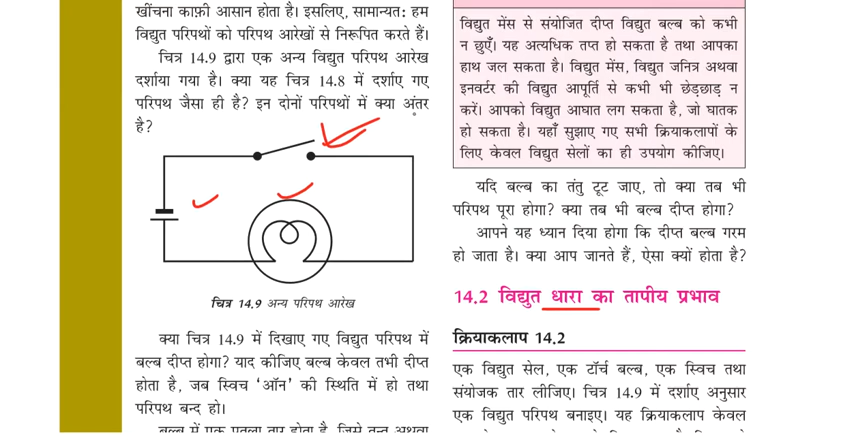 खींचना काफ़ी आसान होता है। इसलिए, सामान्यत: हम
विद्युत परिपथों को परिपथ आरेखों से निरूपित करते हैं।
चित्र 14.9 द्वारा एक अन्य विद्युत परिपथ आरेख
दर्शाया गया है। क्या यह चित्र 14.8 में दर्शाए गए
परिपथ जैसा ही है? इन दोनों परिपथों में क्या अंतर
है?
चित्र 14.9 अन्य परिपथ आरेख
क्या चित्र 14.9 में दिखाए गए विद्युत परिपथ में
बल्ब दीप्त होगा? याद कीजिए बल्ब केवल तभी दीप्त
होता है, जब स्विच ‘ऑन’ की स्थिति में हो तथा
परिपथ बन्द हो।
बल्ब में एक पतला तार होता है, जिसे तन्तु अथवा
विद्युत मेंस से संयोजित दीप्त विद्युत बल्ब को कभी
न छुएँ। यह अत्यधिक तप्त हो सकता है तथा आपका
हाथ जल सकता है। विद्युत मेंस, विद्युत जनित्र अथवा
इनवर्टर की विद्युत आपूर्ति से कभी भी छेड़छाड़ न
करें। आपको विद्युत आघात लग सकता है, जो घातक
हो सकता है। यहाँ सुझाए गए सभी क्रियाकलापों के
लिए केवल विद्युत सेलों का ही उपयोग कीजिए।
यदि बल्ब का तंतु टूट जाए, तो क्या तब भी
परिपथ पूरा होगा? क्या तब भी बल्ब दीप्त होगा?
आपने यह ध्यान दिया होगा कि दीप्त बल्ब गरम
हो जाता है। क्या आप जानते हैं, ऐसा क्यों होता है?
14.2 विद्युत धारा का तापीय प्रभाव
क्रियाकलाप 14.2
एक विद्युत सेल, एक टॉर्च बल्ब, एक स्विच तथा
संयोजक तार लीजिए। चित्र 14.9 में दर्शाए अनुसार
एक विद्युत परिपथ बनाइए। यह क्रियाकलाप केवल